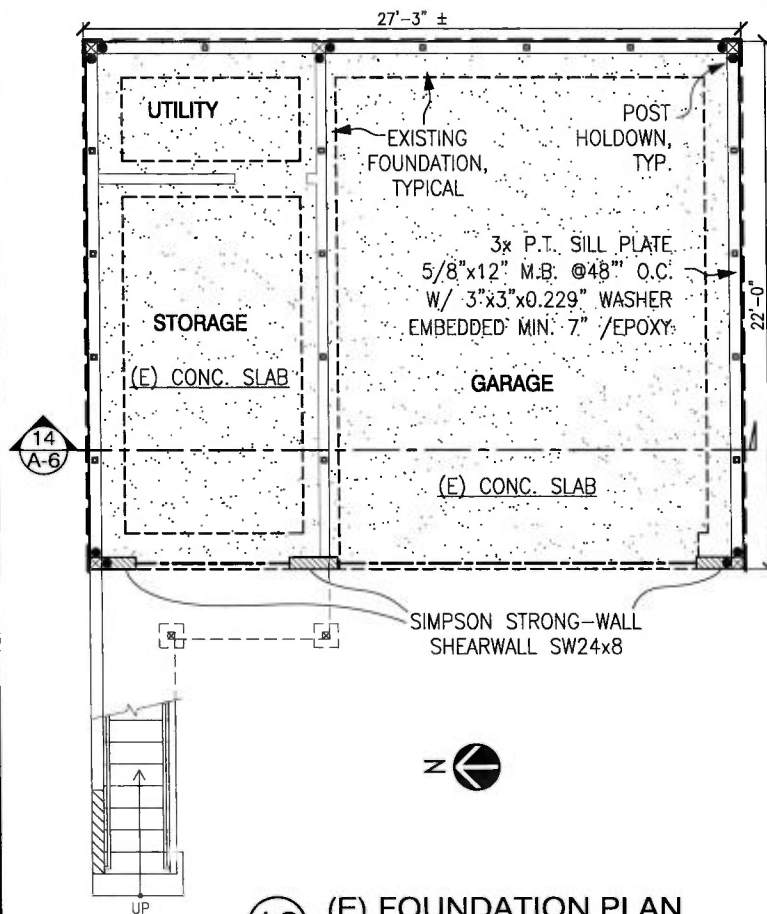 27'-3" ±
UTILITY
EXISTING
FOUNDATION,
TYPICAL
POST
HOLDOWN,
TYP.
3x P.T. SILL PLATE
5/8"x12" M.B. @48"' O.C.
W/ 3"x3"x0.229" WASHER
EMBEDDED MIN. 7" /EPOXY
22'-0"
STORAGE
(E) CONC. SLAB
GARAGE
14
A-6
(E) CONC. SLAB
SIMPSON STRONG-WALL
SHEARWALL SW24x8
N
UP
(E) FOUNDATION PLAN